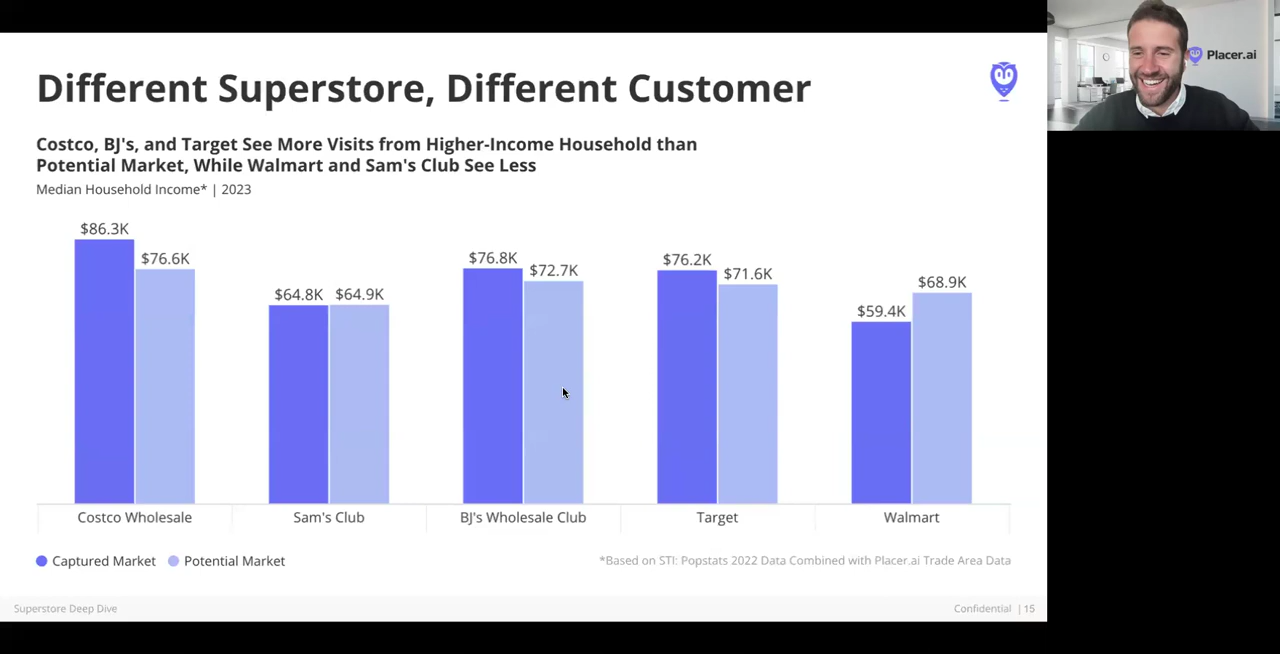 Different Superstore, Different Customer
Costco, BJ's, and Target See More Visits from Higher-Income Household than
Potential Market, While Walmart and Sam's Club See Less
Median Household Income* | 2023
$86.3K
$76.6K
$64.8K
$64.9K
$76.8K
$72.7K
$76.2K
$71.6K
$59.4K
$68.9K
Costco Wholesale
Sam's Club
BJ's Wholesale Club
Target
Walmart
Captured Market
Potential Market
*Based on STI: Popstats 2022 Data Combined with Placer.ai Trade Area Data
Superstore Deep Dive
Confidential | 15
Placer.ai